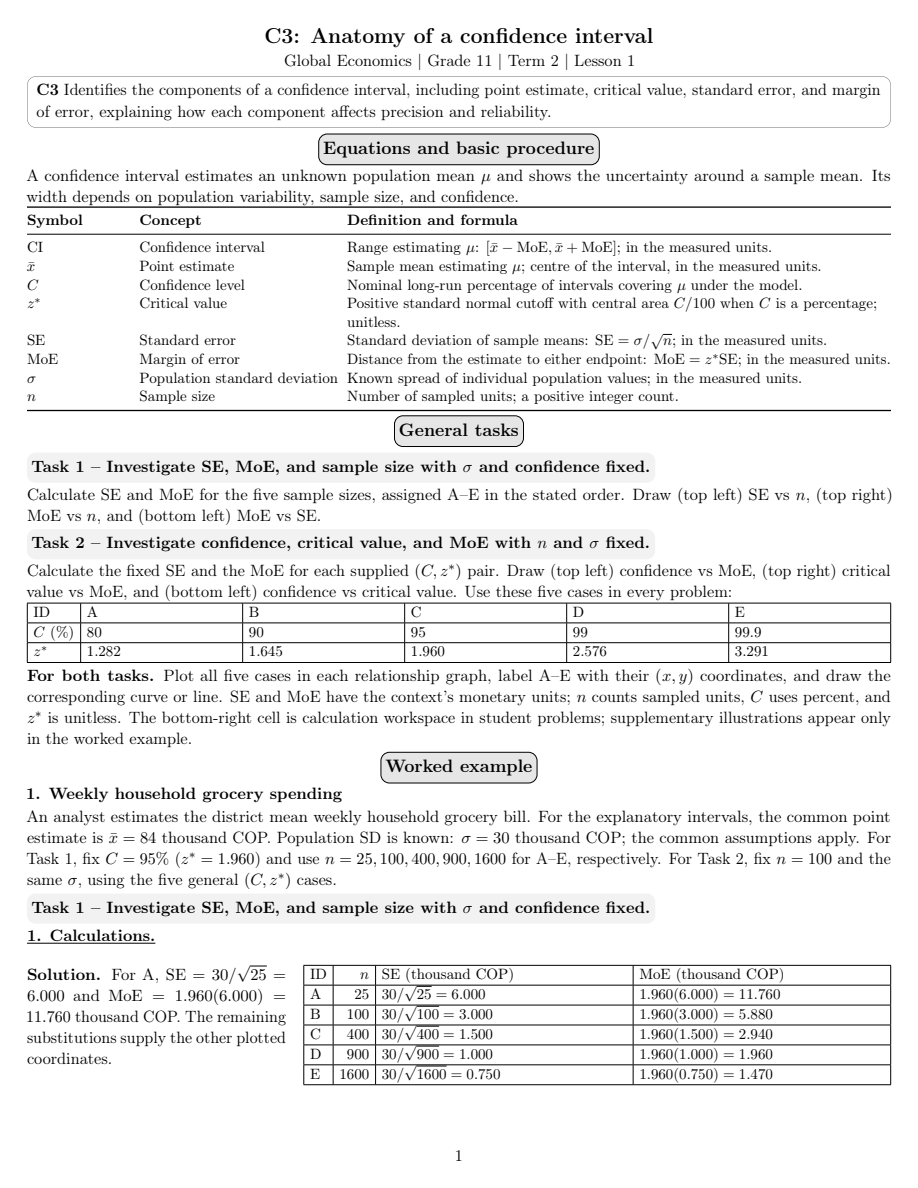 C3: Anatomy of a confidence interval
Global Economics | Grade 11 | Term 2 | Lesson 1
C3 Identifies the components of a confidence interval, including point estimate, critical value, standard error, and margin
of error, explaining how each component affects precision and reliability.
Equations and basic procedure
A confidence interval estimates an unknown population mean μ and shows the uncertainty around a sample mean. Its
width depends on population variability, sample size, and confidence.
Symbol Concept Definition and formula
CI Confidence interval Range estimating μ: [x̄ − MoE, x̄ + MoE]; in the measured units.
x̄ Point estimate Sample mean estimating μ; centre of the interval, in the measured units.
C Confidence level Nominal long-run percentage of intervals covering μ under the model.
z* Critical value Positive standard normal cutoff with central area C/100 when C is a percentage;
unitless.
SE Standard error Standard deviation of sample means: SE = σ/√n; in the measured units.
MoE Margin of error Distance from the estimate to either endpoint: MoE = z*SE; in the measured units.
σ Population standard deviation Known spread of individual population values; in the measured units.
n Sample size Number of sampled units; a positive integer count.
General tasks
Task 1 – Investigate SE, MoE, and sample size with σ and confidence fixed.
Calculate SE and MoE for the five sample sizes, assigned A–E in the stated order. Draw (top left) SE vs n, (top right)
MoE vs n, and (bottom left) MoE vs SE.
Task 2 – Investigate confidence, critical value, and MoE with n and σ fixed.
Calculate the fixed SE and the MoE for each supplied (C, z*) pair. Draw (top left) confidence vs MoE, (top right) critical
value vs MoE, and (bottom left) confidence vs critical value. Use these five cases in every problem:
ID A B C D E
C (%) 80 90 95 99 99.9
z* 1.282 1.645 1.960 2.576 3.291
For both tasks. Plot all five cases in each relationship graph, label A–E with their (x, y) coordinates, and draw the
corresponding curve or line. SE and MoE have the context's monetary units; n counts sampled units, C uses percent, and
z* is unitless. The bottom-right cell is calculation workspace in student problems; supplementary illustrations appear only
in the worked example.
Worked example
1. Weekly household grocery spending
An analyst estimates the district mean weekly household grocery bill. For the explanatory intervals, the common point
estimate is x̄ = 84 thousand COP. Population SD is known: σ = 30 thousand COP; the common assumptions apply. For
Task 1, fix C = 95% (z* = 1.960) and use n = 25, 100, 400, 900, 1600 for A–E, respectively. For Task 2, fix n = 100 and the
same σ, using the five general (C, z*) cases.
Task 1 – Investigate SE, MoE, and sample size with σ and confidence fixed.
1. Calculations.
Solution. For A, SE = 30/√25 =
6.000 and MoE = 1.960(6.000) =
11.760 thousand COP. The remaining
substitutions supply the other plotted
coordinates.
ID n SE (thousand COP) MoE (thousand COP)
A 25 30/√25 = 6.000 1.960(6.000) = 11.760
B 100 30/√100 = 3.000 1.960(3.000) = 5.880
C 400 30/√400 = 1.500 1.960(1.500) = 2.940
D 900 30/√900 = 1.000 1.960(1.000) = 1.960
E 1600 30/√1600 = 0.750 1.960(0.750) = 1.470
1